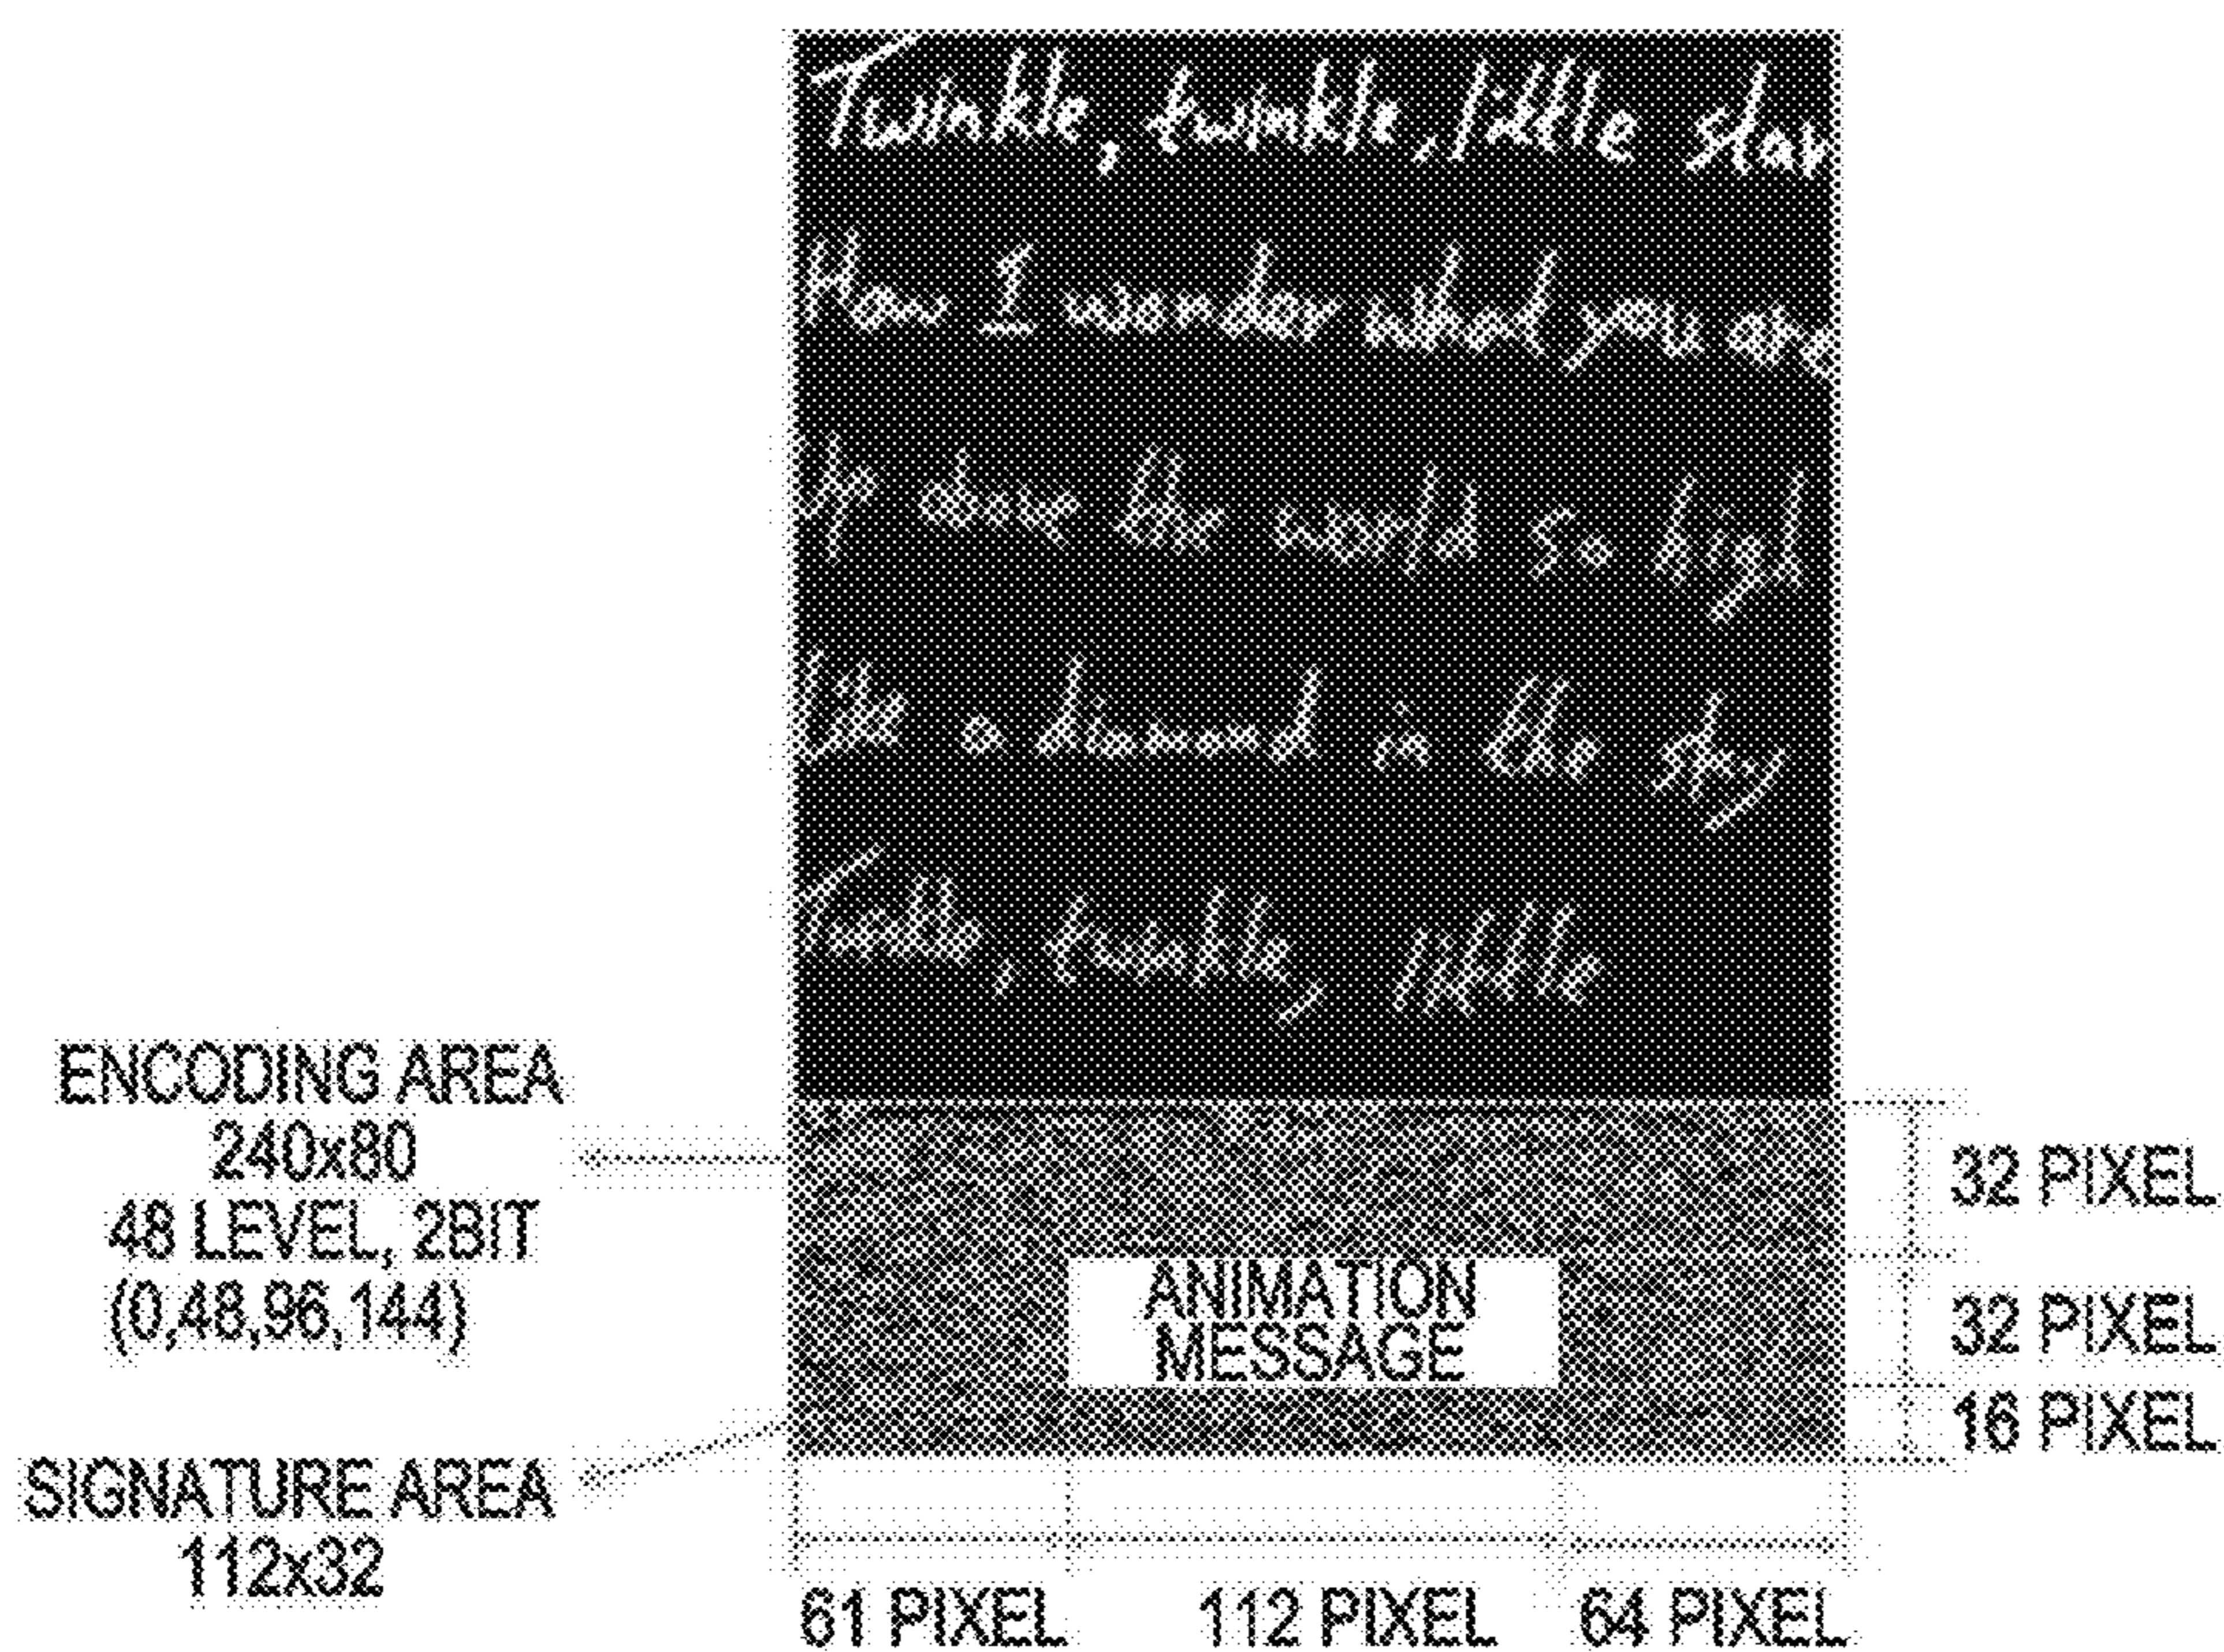 Twinkle, twinkle, little star
How I wonder what you are
Up above the world so high
like a diamond in the sky
twinkle, little
ENCODING AREA
240x80
48 LEVEL, 2BIT
(0,48,96,144)
ANIMATION
MESSAGE
32 PIXEL
32 PIXEL
16 PIXEL
SIGNATURE AREA
112x32
61 PIXEL 112 PIXEL 64 PIXEL